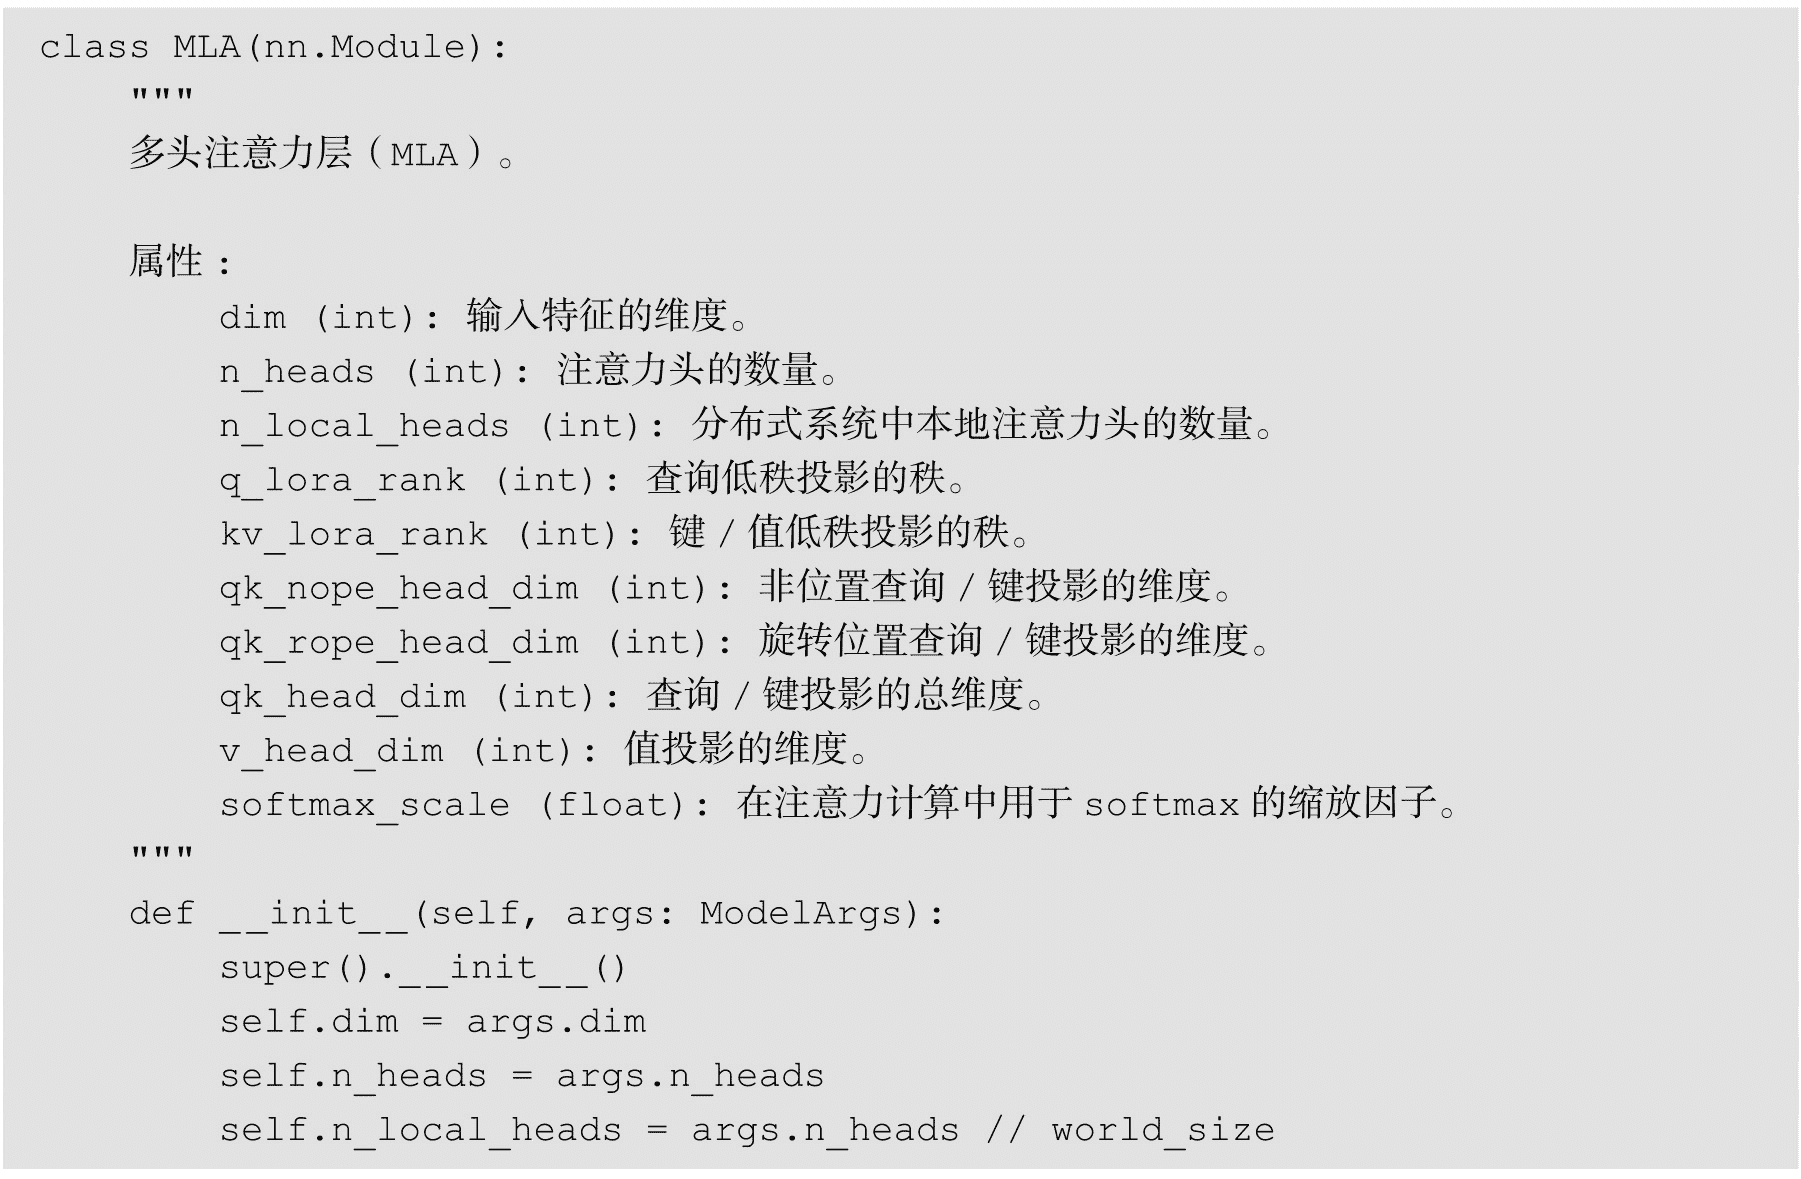 class MLA(nn.Module):
    """
    多头注意力层（MLA）。

    属性：
        dim (int): 输入特征的维度。
        n_heads (int): 注意力头的数量。
        n_local_heads (int): 分布式系统中本地注意力头的数量。
        q_lora_rank (int): 查询低秩投影的秩。
        kv_lora_rank (int): 键 / 值低秩投影的秩。
        qk_nope_head_dim (int): 非位置查询 / 键投影的维度。
        qk_rope_head_dim (int): 旋转位置查询 / 键投影的维度。
        qk_head_dim (int): 查询 / 键投影的总维度。
        v_head_dim (int): 值投影的维度。
        softmax_scale (float): 在注意力计算中用于 softmax 的缩放因子。
    """
    def __init__(self, args: ModelArgs):
        super().__init__()
        self.dim = args.dim
        self.n_heads = args.n_heads
        self.n_local_heads = args.n_heads // world_size